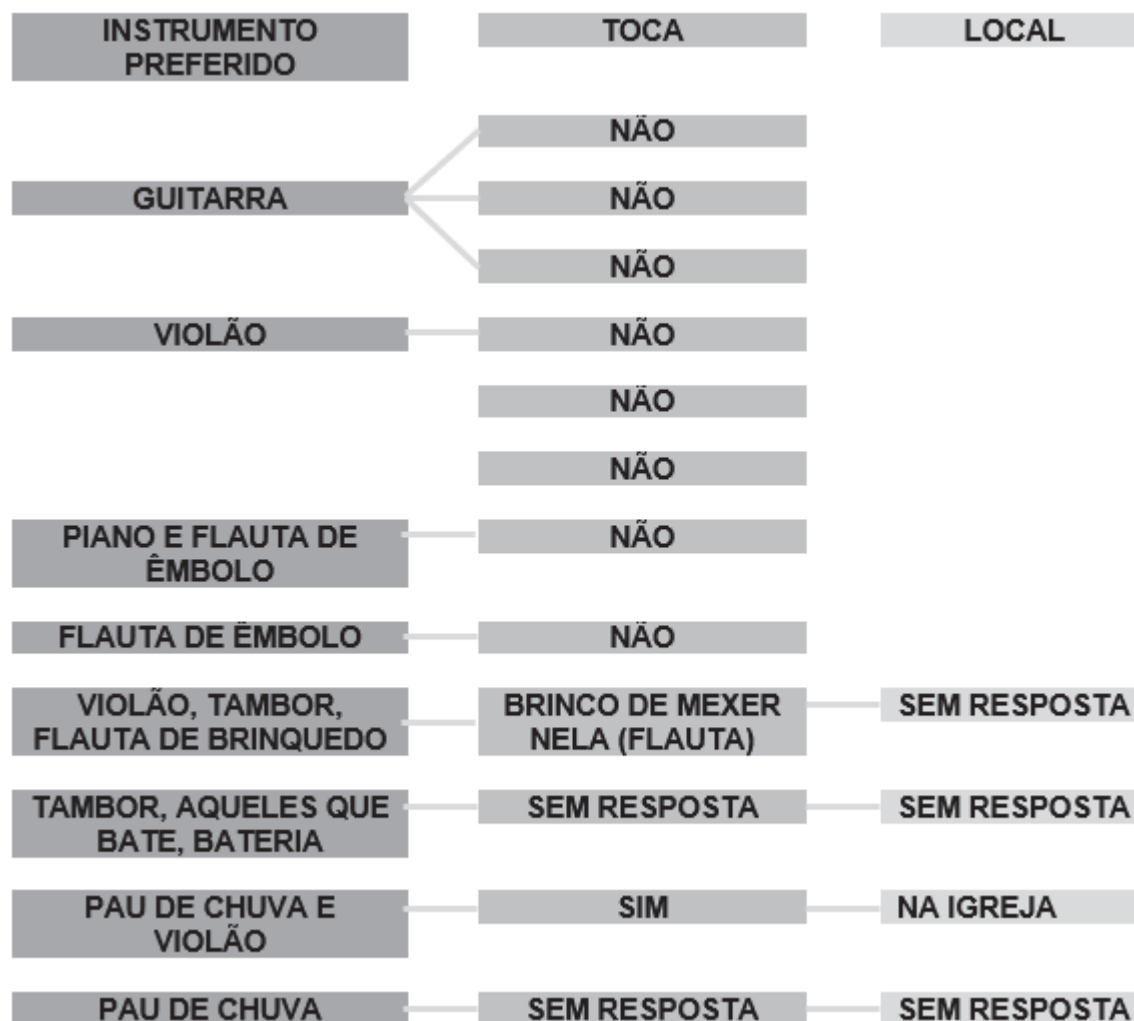 INSTRUMENTO
PREFERIDO
TOCA
LOCAL
NÃO
GUITARRA
NÃO
NÃO
VIOLÃO
NÃO
NÃO
NÃO
PIANO E FLAUTA DE
ÊMBOLO
NÃO
FLAUTA DE ÊMBOLO
NÃO
VIOLÃO, TAMBOR,
FLAUTA DE BRINQUEDO
BRINCO DE MEXER
NELA (FLAUTA)
SEM RESPOSTA
TAMBOR, AQUELES QUE
BATE, BATERIA
SEM RESPOSTA
SEM RESPOSTA
PAU DE CHUVA E
VIOLÃO
SIM
NA IGREJA
PAU DE CHUVA
SEM RESPOSTA
SEM RESPOSTA